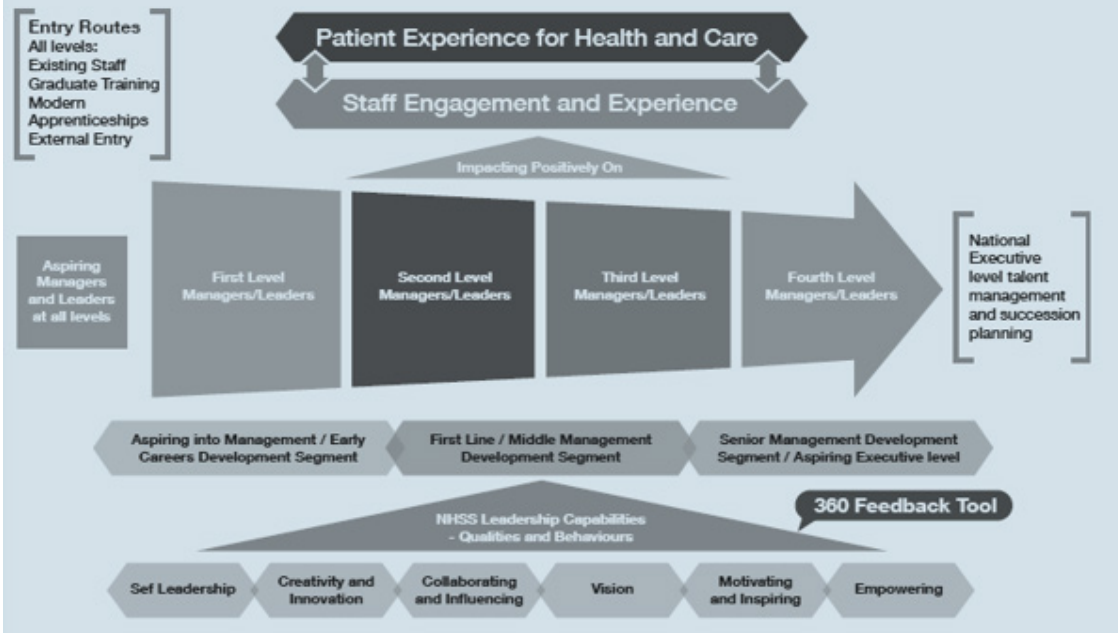 Entry Routes
All levels:
Existing Staff
Graduate Training
Modern
Apprenticeships
External Entry
Patient Experience for Health and Care
Staff Engagement and Experience
Impacting Positively On
Aspiring
Managers
and Leaders
at all levels
First Level
Managers/Leaders
Second Level
Managers/Leaders
Third Level
Managers/Leaders
Fourth Level
Managers/Leaders
National
Executive
level talent
management
and succession
planning
Aspiring into Management / Early
Careers Development Segment
First Line / Middle Management
Development Segment
Senior Management Development
Segment / Aspiring Executive level
360 Feedback Tool
NHSS Leadership Capabilities
- Qualities and Behaviours
Sef Leadership
Creativity and
Innovation
Collaborating
and Influencing
Vision
Motivating
and Inspiring
Empowering